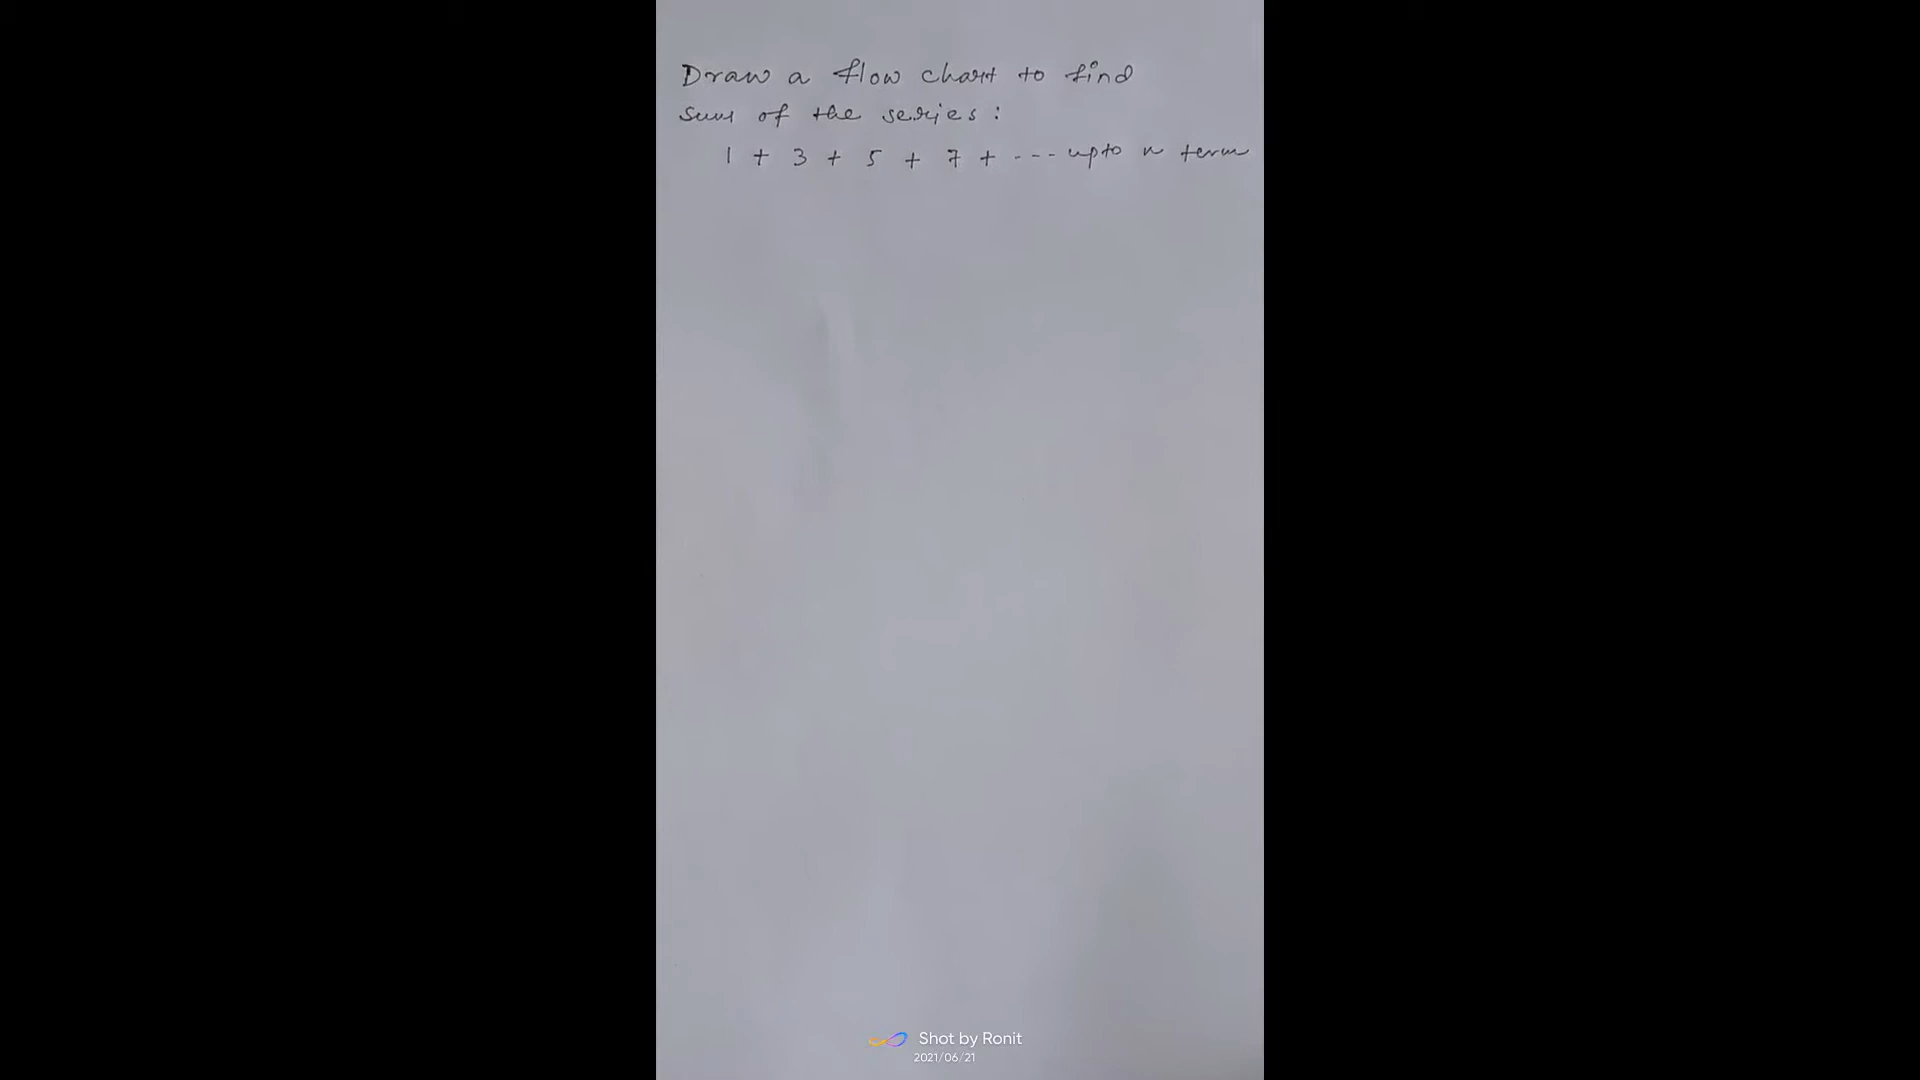 Draw a flow chart to find
sum of the series:
1 + 3 + 5 + 7 + --- upto n term
Shot by Ronit
2021/06/21